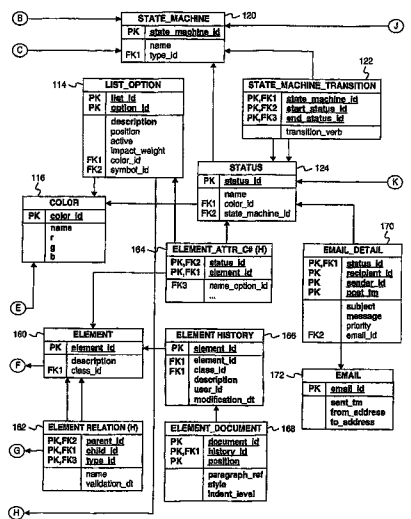 B
STATE_MACHINE
120
PK state_machine_id
J
C
name
FK1 type_id
114
LIST_OPTION
PK list_id
PK option_id
description
position
active
impact_weight
FK1 color_id
FK2 symbol_id
122
STATE_MACHINE_TRANSITION
PK,FK1 state_machine_id
PK,FK2 start_status_id
PK,FK3 end_status_id
transition_verb
STATUS
124
PK status_id
K
name
FK1 color_id
FK2 state_machine_id
116
COLOR
PK color_id
name
r
g
b
E
164
ELEMENT_ATTR_C# (H)
PK,FK2 status_id
PK,FK1 element_id
FK3 name_option_id
...
170
EMAIL_DETAIL
PK,FK1 status_id
PK recipient_id
PK sender_id
PK post_tm
subject
message
priority
FK2 email_id
160
ELEMENT
PK element_id
description
FK1 class_id
F
ELEMENT HISTORY
166
PK element_id
FK1 element_id
FK1 class_id
description
user_id
modification_dt
172
EMAIL
PK email_id
sent_tm
from_address
to_address
162
ELEMENT RELATION (H)
PK,FK2 parent_id
PK,FK1 child_id
PK,FK3 type_id
name
validation_dt
G
ELEMENT_DOCUMENT
168
PK document_id
PK,FK1 history_id
PK position
paragraph_ref
style
indent_level
H